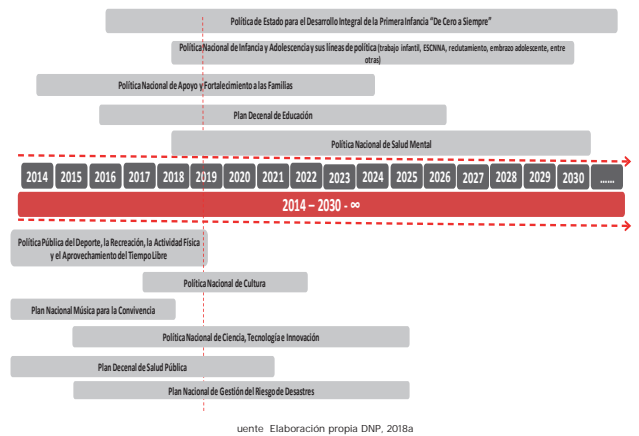 Política de Estado para el Desarrollo Integral de la Primera Infancia “De Cero a Siempre”
Política Nacional de Infancia y Adolescencia y sus líneas de política (trabajo infantil, ESCNNA, reclutamiento, embrazo adolescente, entre
otras)
Política Nacional de Apoyo y Fortalecimiento a las Familias
Plan Decenal de Educación
Política Nacional de Salud Mental
2014 2015 2016 2017 2018 2019 2020 2021 2022 2023 2024 2025 2026 2027 2028 2029 2030 ......
2014 – 2030 - ∞
Política Pública del Deporte, la Recreación, la Actividad Física
y el Aprovechamiento del Tiempo Libre
Política Nacional de Cultura
Plan Nacional Música para la Convivencia
Política Nacional de Ciencia, Tecnología e Innovación
Plan Decenal de Salud Pública
Plan Nacional de Gestión del Riesgo de Desastres
uente Elaboración propia DNP, 2018a